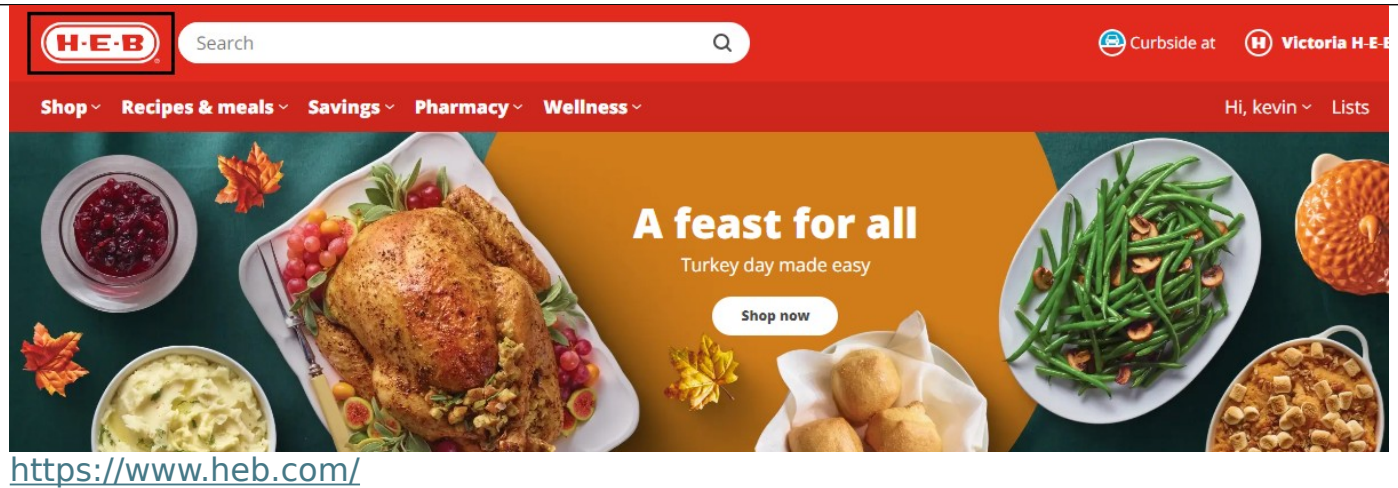 H·E·B Search Curbside at H Victoria H-E-B
Shop Recipes & meals Savings Pharmacy Wellness Hi, kevin Lists
A feast for all
Turkey day made easy
Shop now
https://www.heb.com/